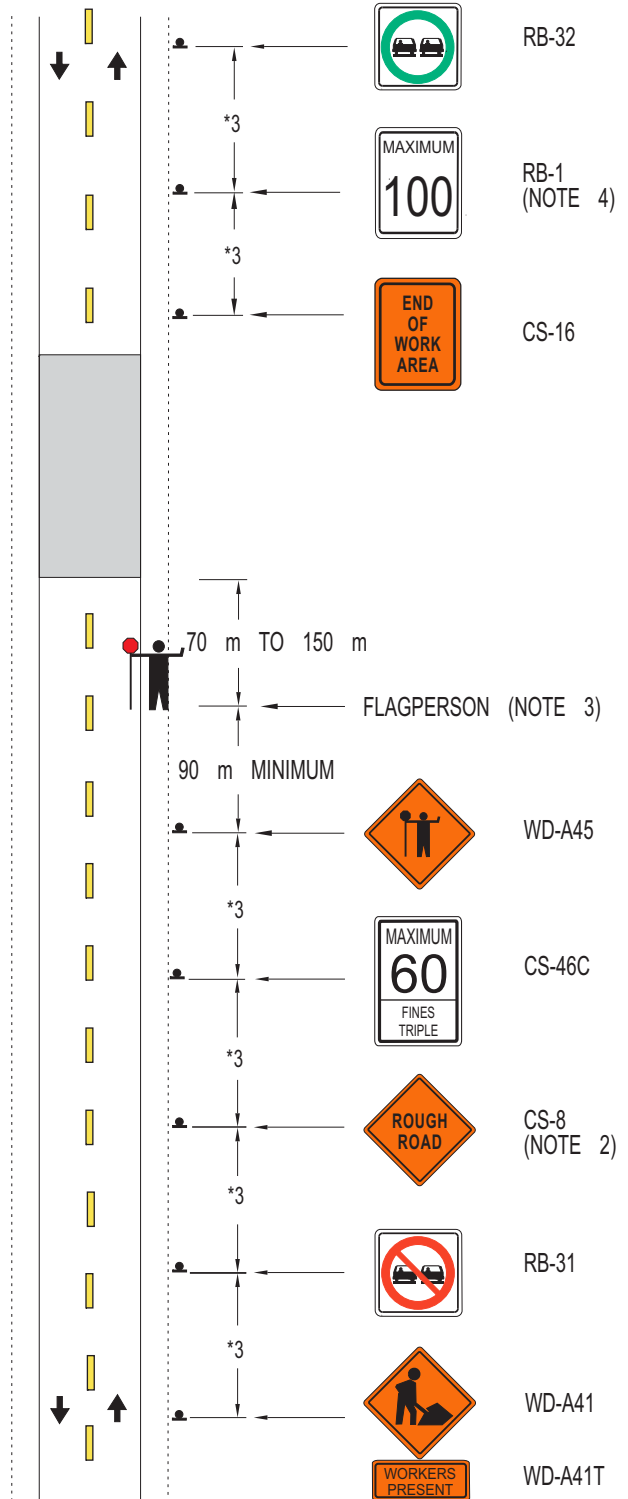 RB-32
*3
MAXIMUM
100
RB-1
(NOTE 4)
*3
END
OF
WORK
AREA
CS-16
70 m TO 150 m
FLAGPERSON (NOTE 3)
90 m MINIMUM
WD-A45
*3
MAXIMUM
60
FINES
TRIPLE
CS-46C
*3
ROUGH
ROAD
CS-8
(NOTE 2)
*3
RB-31
*3
WD-A41
WORKERS
PRESENT
WD-A41T